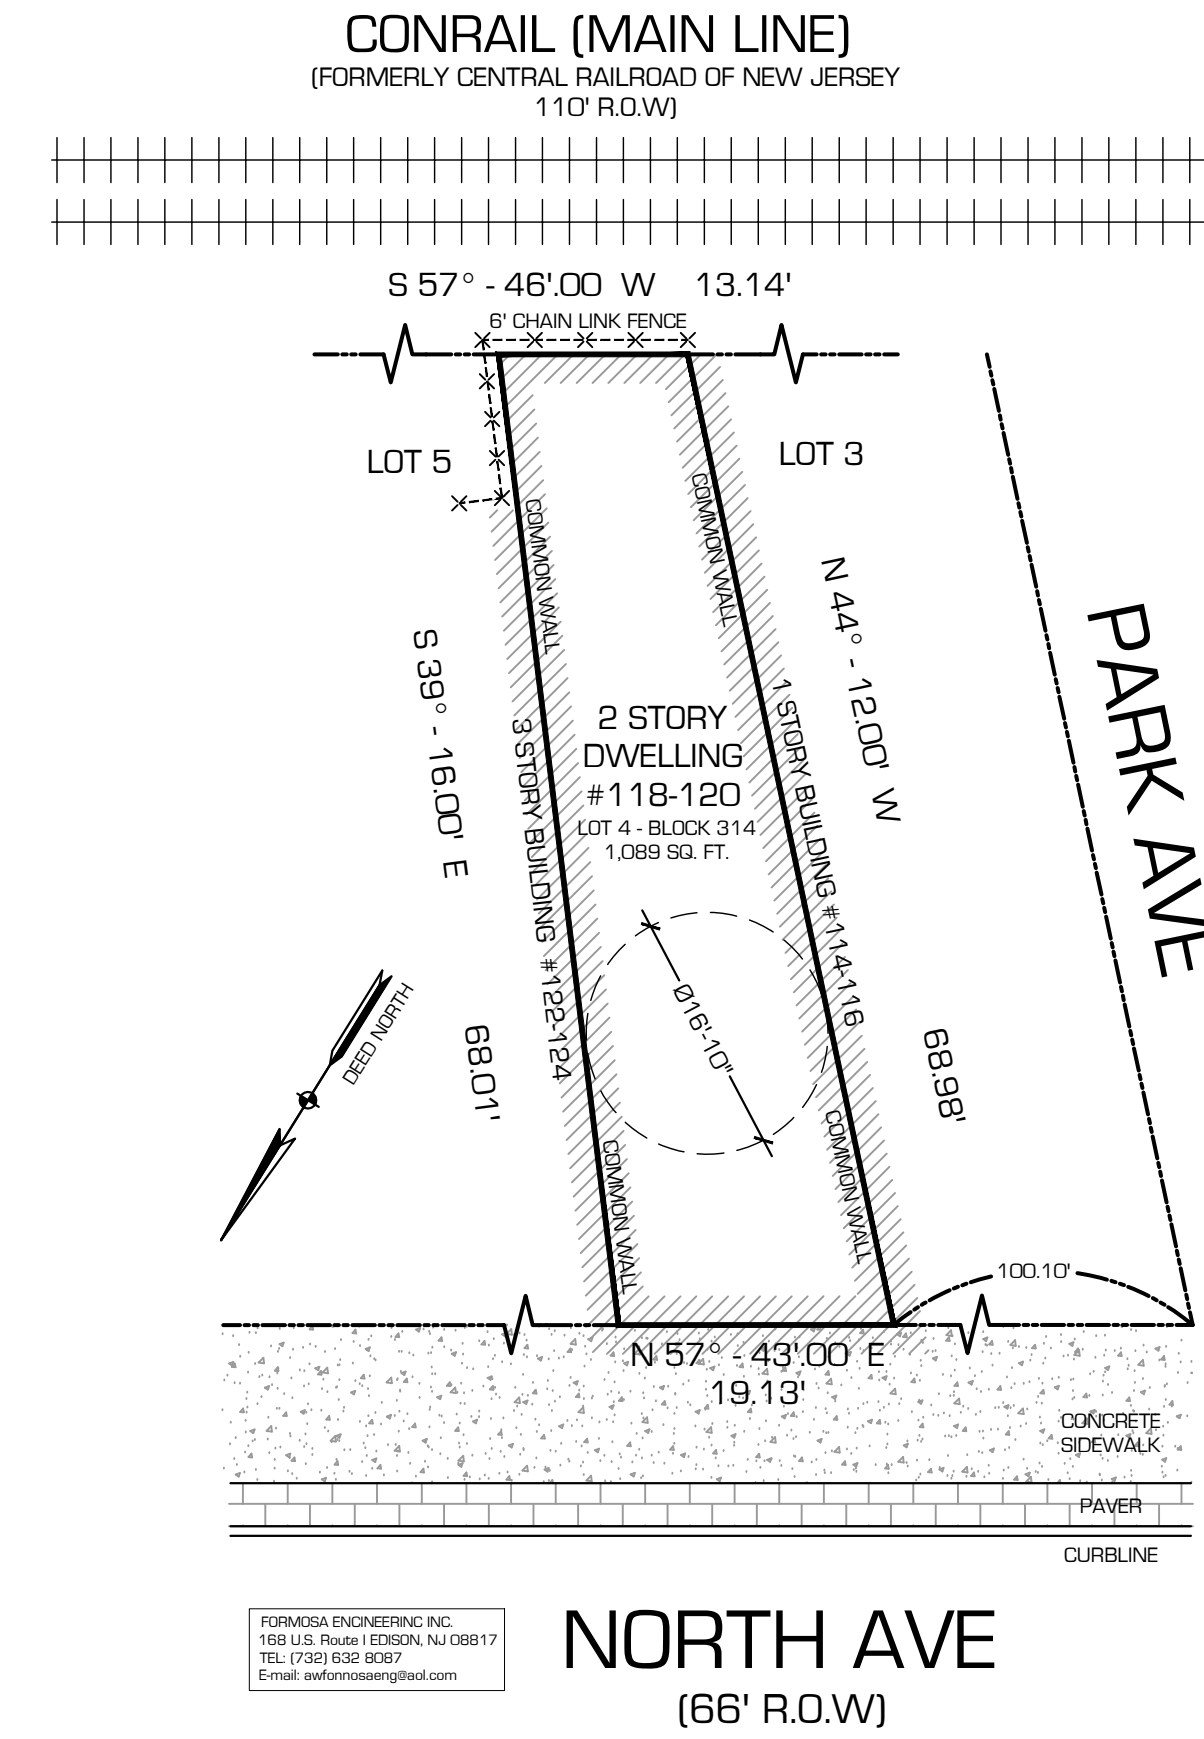 CONRAIL (MAIN LINE)
(FORMERLY CENTRAL RAILROAD OF NEW JERSEY
110' R.O.W)
S 57° - 46'.00 W 13.14'
6' CHAIN LINK FENCE
LOT 5
LOT 3
COMMON WALL
COMMON WALL
S 39° - 16.00' E
N 44° - 12.00' W
PARK AVE
3 STORY BUILDING #122-124
1 STORY BUILDING #114-116
2 STORY
DWELLING
#118-120
LOT 4 - BLOCK 314
1,089 SQ. FT.
DEED NORTH
68.01'
Ø16'-10"
68.98'
COMMON WALL
COMMON WALL
100.10'
N 57° - 43'.00 E
19.13'
CONCRETE
SIDEWALK
PAVER
CURBLINE
FORMOSA ENGINEERINC INC.
168 U.S. Route I EDISON, NJ 08817
TEL: (732) 632 8087
E-mail: awfonnosaeng@aol.com
NORTH AVE
(66' R.O.W)